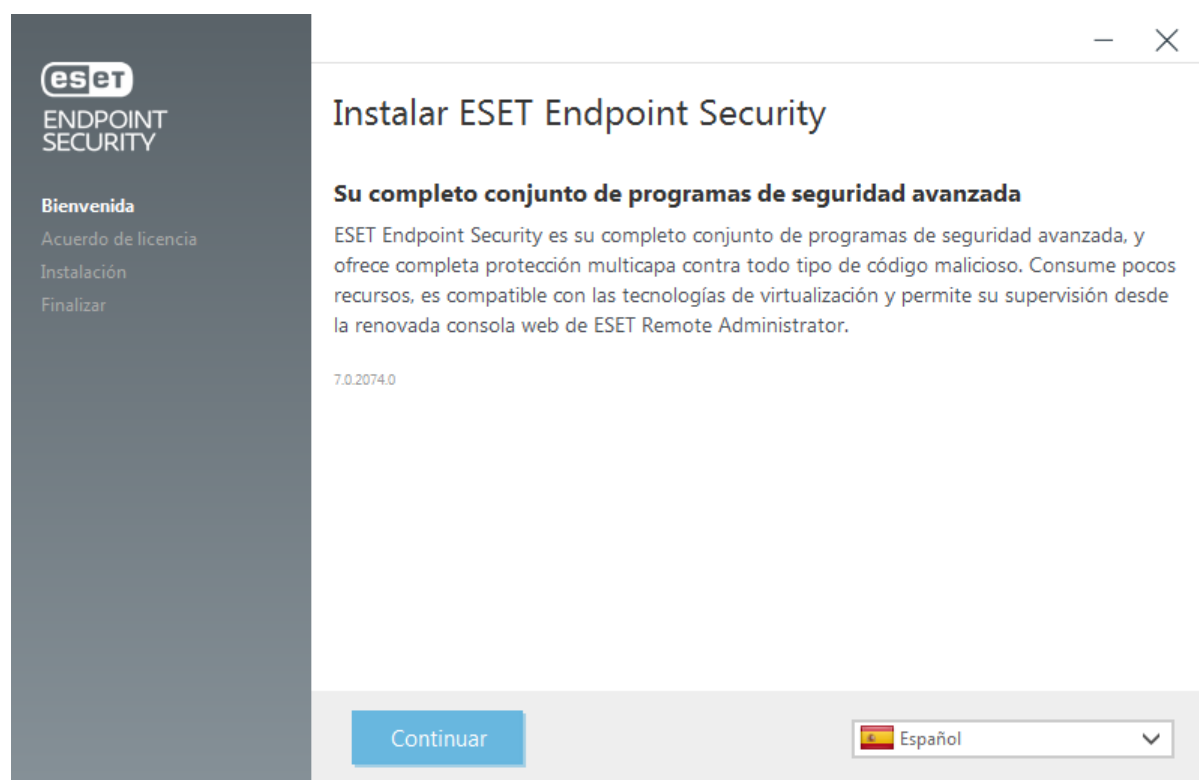 eset
ENDPOINT
SECURITY
Bienvenida
Acuerdo de licencia
Instalación
Finalizar
Instalar ESET Endpoint Security
Su completo conjunto de programas de seguridad avanzada
ESET Endpoint Security es su completo conjunto de programas de seguridad avanzada, y
ofrece completa protección multicapa contra todo tipo de código malicioso. Consume pocos
recursos, es compatible con las tecnologías de virtualización y permite su supervisión desde
la renovada consola web de ESET Remote Administrator.
7.0.2074.0
Continuar
Español